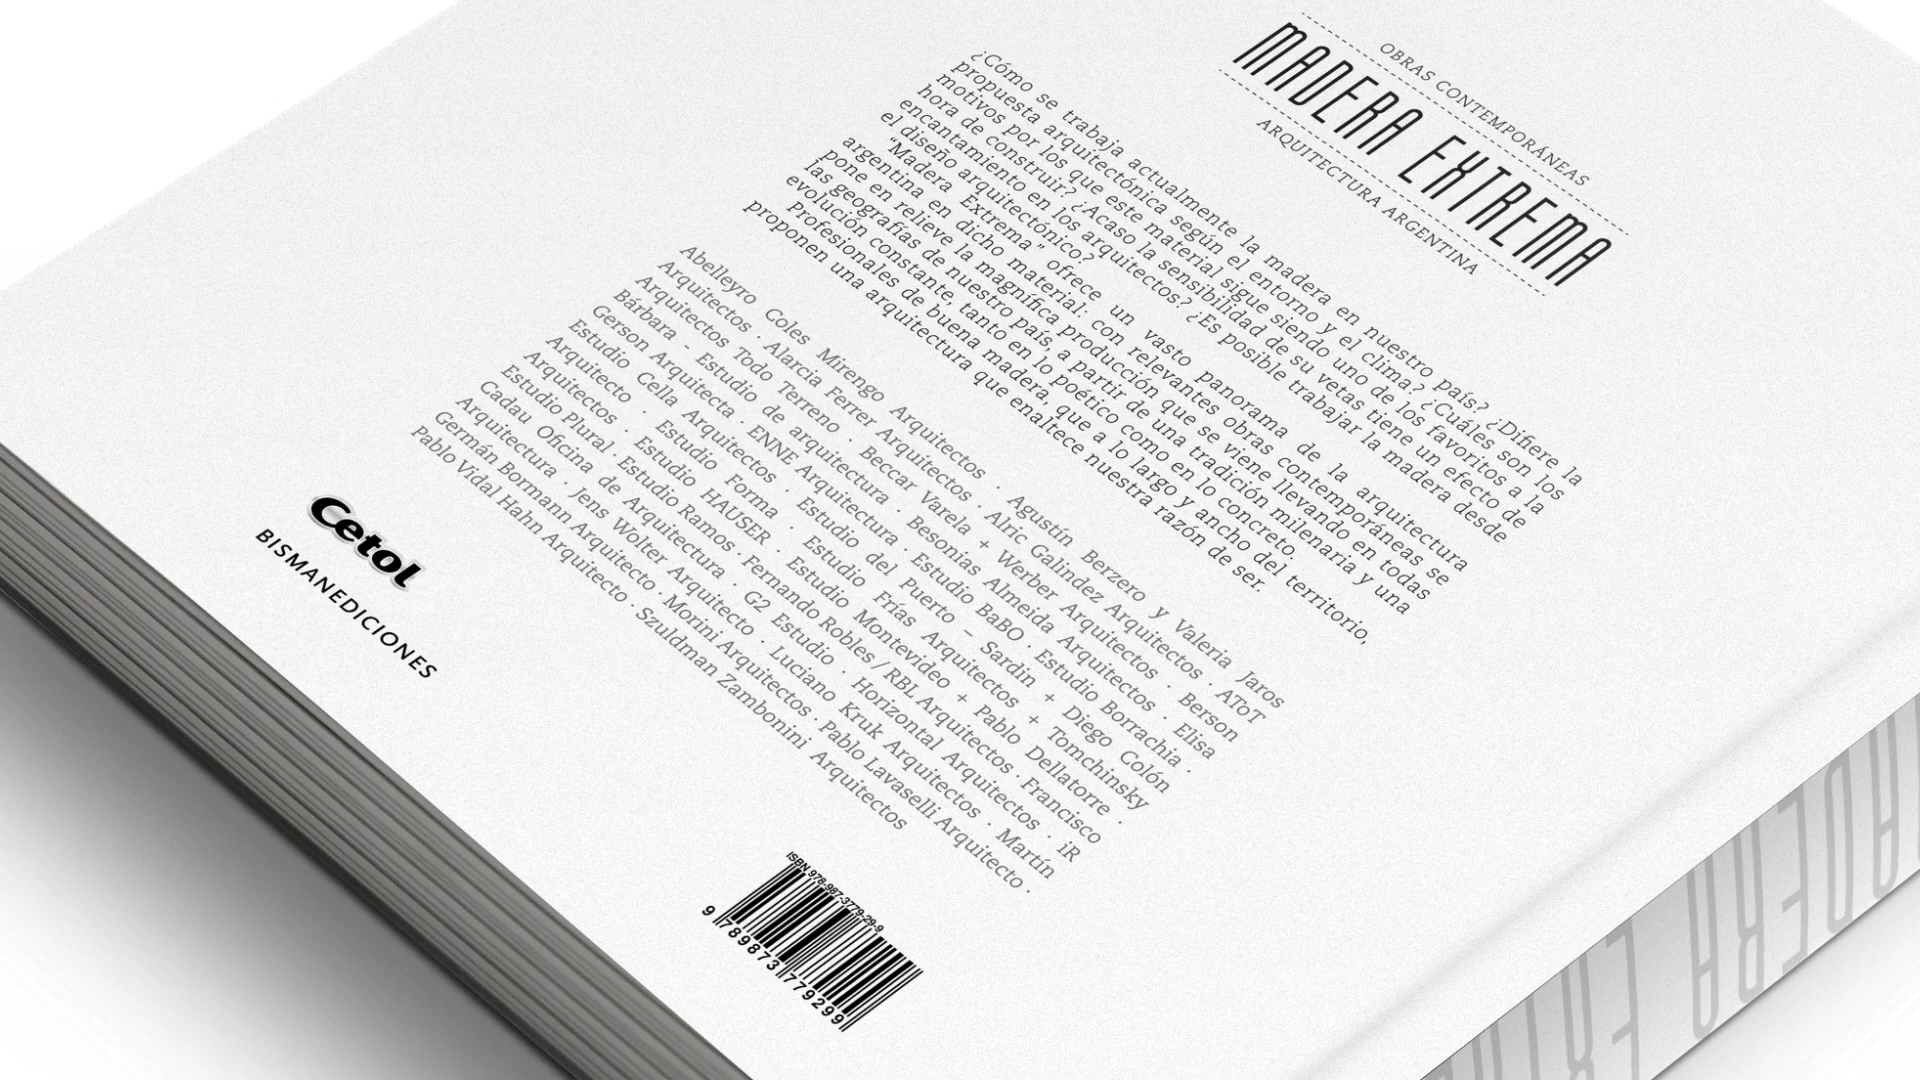 OBRAS CONTEMPORÁNEAS
MADERA EXTREMA
ARQUITECTURA ARGENTINA
¿Cómo se trabaja actualmente la madera en nuestro país? ¿Difiere la
propuesta arquitectónica según el entorno y el clima? ¿Cuáles son los
motivos por los que este material sigue siendo uno de los favoritos a la
hora de construir? ¿Acaso la sensibilidad de su vetas tiene un efecto de
encantamiento en los arquitectos? ¿Es posible trabajar la madera desde
el diseño arquitectónico?
“Madera Extrema” ofrece un vasto panorama de la arquitectura
argentina en dicho material: con relevantes obras contemporáneas se
pone en relieve la magnífica producción que se viene llevando en todas
las geografías de nuestro país, a partir de una tradición milenaria y una
evolución constante, tanto en lo poético como en lo concreto.
Profesionales de buena madera, que a lo largo y ancho del territorio,
proponen una arquitectura que enaltece nuestra razón de ser.
Abelleyro Coles Mirengo Arquitectos · Agustín Berzero y Valeria Jaros
Arquitectos · Alarcia Ferrer Arquitectos · Alric Galindez Arquitectos · AToT
Arquitectos Todo Terreno · Beccar Varela + Werber Arquitectos · Berson
Bárbara - Estudio de arquitectura · Besonías Almeida Arquitectos · Elisa
Gerson Arquitecta · ENNE Arquitectura · Estudio BaBO · Estudio Borrachia ·
Estudio Cella Arquitectos · Estudio del Puerto – Sardin + Diego Colón
Arquitecto · Estudio Forma · Estudio Frías Arquitectos + Tomchinsky
Arquitectos · Estudio HAUSER · Estudio Montevideo + Pablo Dellatorre ·
Estudio Plural · Estudio Ramos · Fernando Robles / RBL Arquitectos · Francisco
Cadau Oficina de Arquitectura · G2 Estudio · Horizontal Arquitectos · iR
Arquitectura · Jens Wolter Arquitecto · Luciano Kruk Arquitectos · Martín
Germán Bormann Arquitecto · Morini Arquitectos · Pablo Lavaselli Arquitecto ·
Pablo Vidal Hahn Arquitecto · Szuldman Zambonini Arquitectos
Cetol
BISMANEDICIONES
ISBN 978-987-3779-29-9
9 789873 779299
MADERA EXTREMA